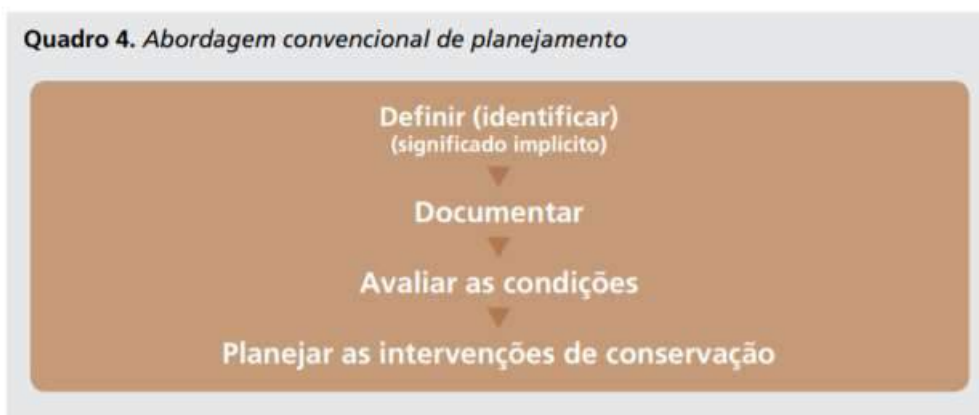 Quadro 4. Abordagem convencional de planejamento
Definir (identificar)
(significado implícito)
Documentar
Avaliar as condições
Planejar as intervenções de conservação